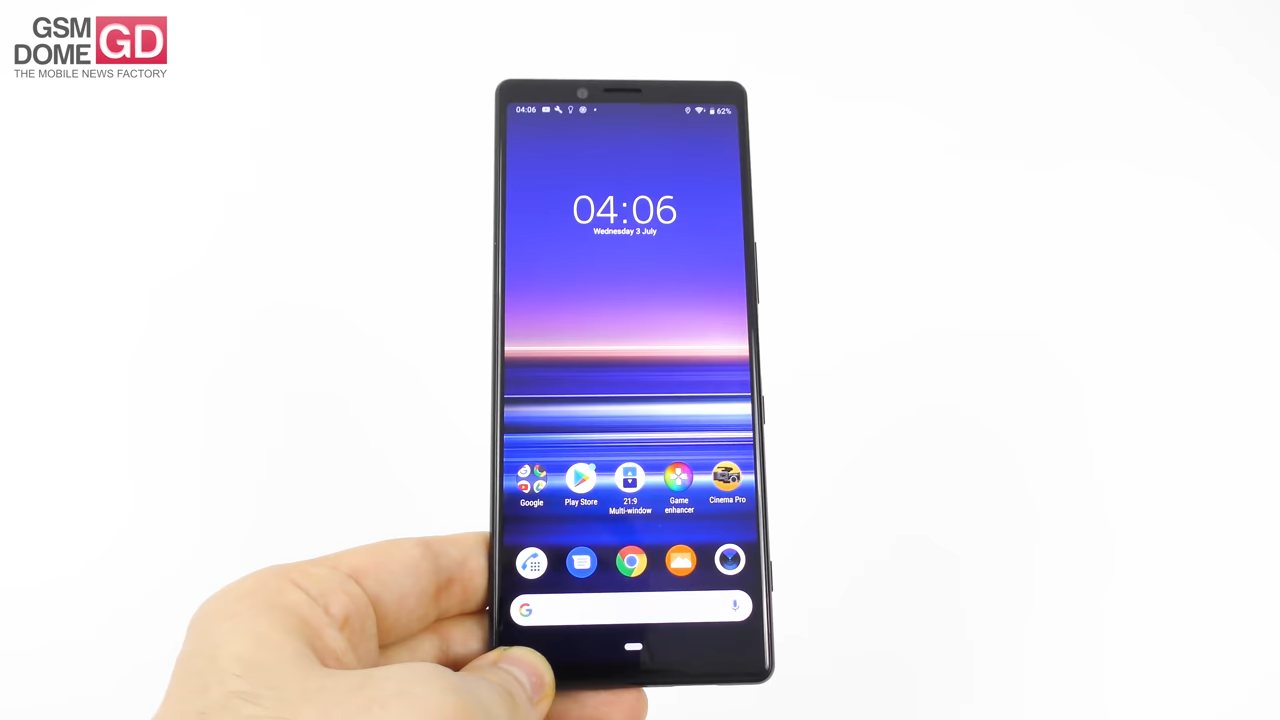 GSM
DOME GD
THE MOBILE NEWS FACTORY
04:06
62%
04:06
Wednesday 3 July
Google
Play Store
21:9
Multi-window
Game
enhancer
Cinema Pro
G